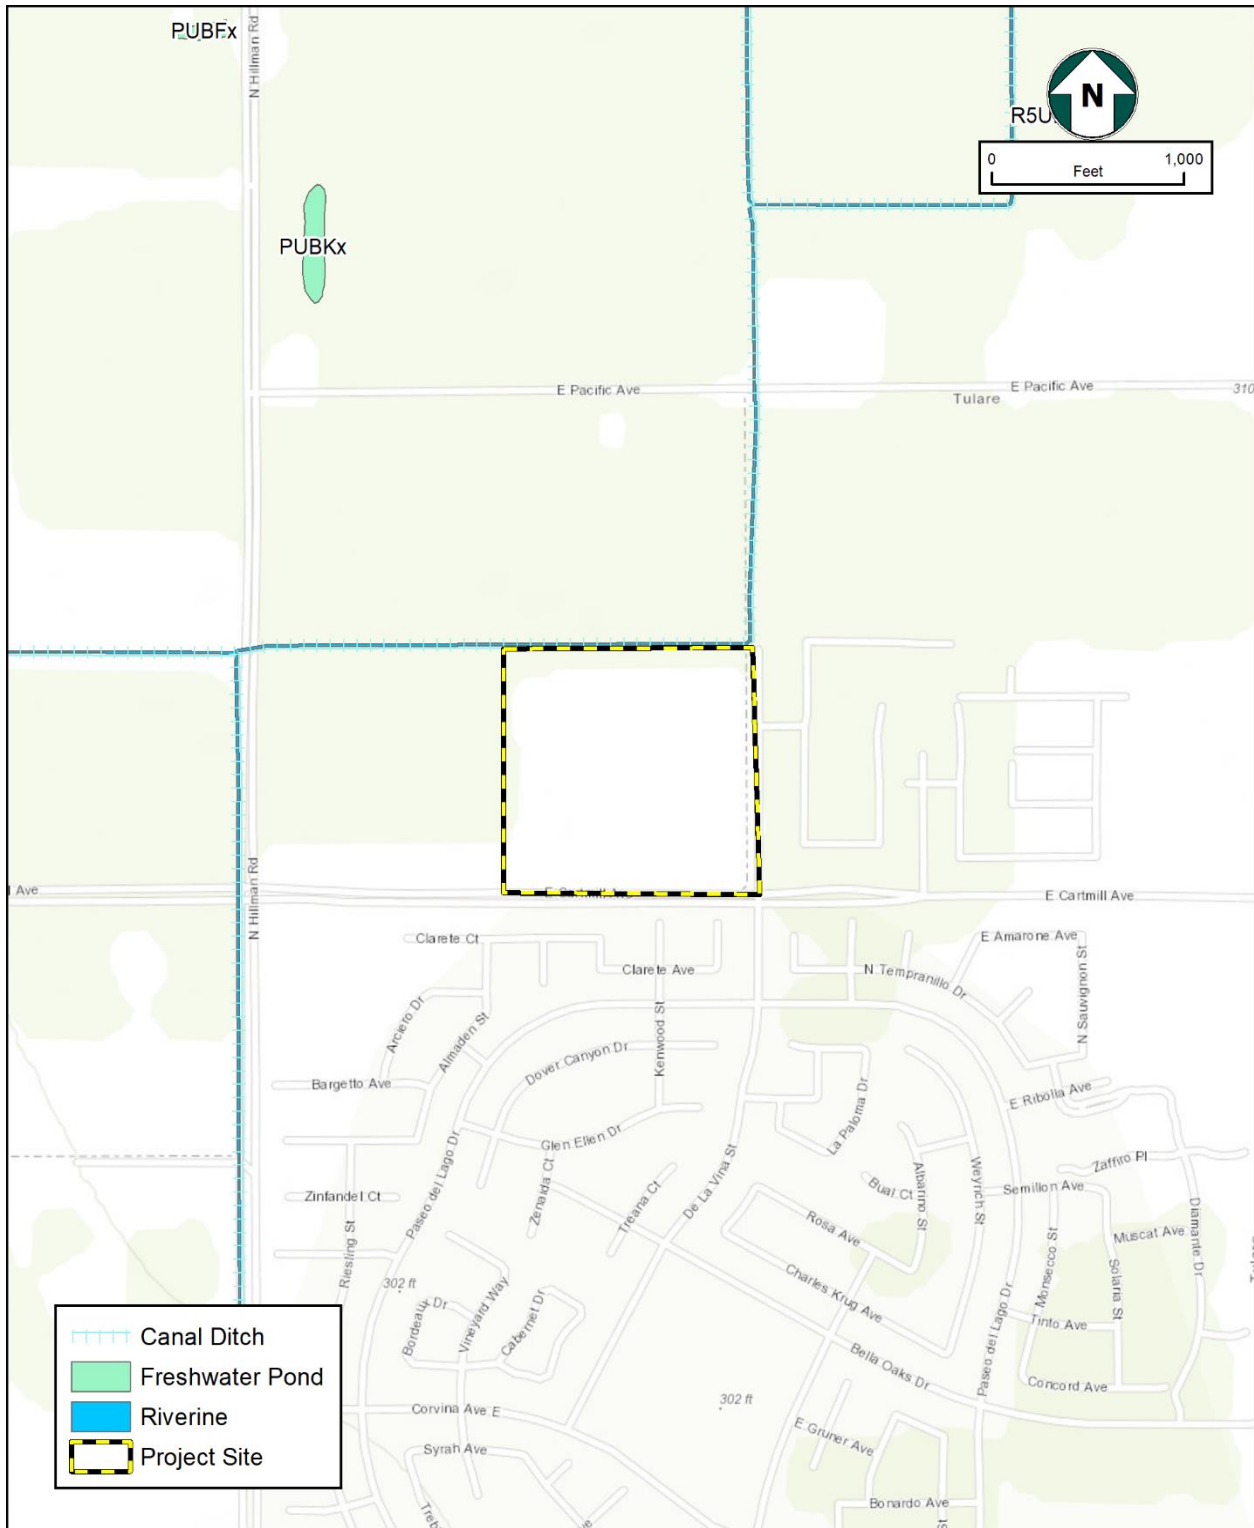 PUBFx
N Hillman Rd
N
R5U
0 1,000
Feet
PUBKx
E Pacific Ave
E Pacific Ave
Tulare
310
N Hillman Rd
Ave
E Cartmill Ave
E Cartmill Ave
Clarete Ct
Clarete Ave
E Amarone Ave
N Tempranillo Dr
N Sauvignon St
Arciero Dr
Almaden St
Kenwood St
Dover Canyon Dr
Bargetto Ave
E Ribolla Ave
La Paloma Dr
Glen Ellen Dr
Paseo del Lago Dr
Zenaida Ct
De La Vina St
Treana Ct
Albarino St
Weyrich St
Zaffiro Pl
Bual Ct
Semillon Ave
Zinfandel Ct
Riesling St
Rosa Ave
Monsecco St
Solaria St
Muscat Ave
Diamante Dr
302 ft
Charles Krug Ave
Bordeaux Dr
Vineyard Way
Cabernet Dr
Tinto Ave
Paseo del Lago Dr
Bella Oaks Dr
Concord Ave
302 ft
Corvina Ave E
E Gruner Ave
Syrah Ave
Bonardo Ave
Canal Ditch
Freshwater Pond
Riverine
Project Site